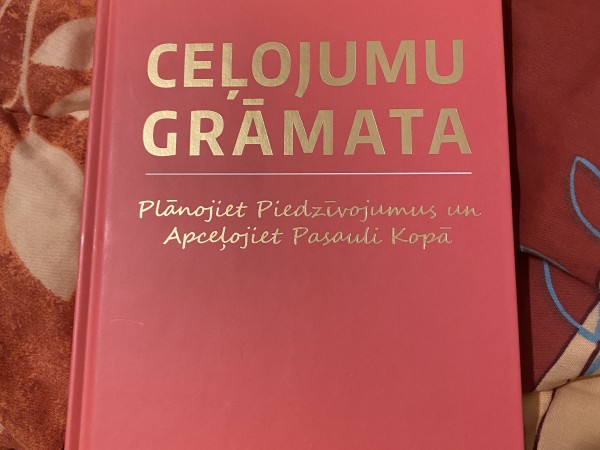 CEĻOJUMU
GRĀMATA
Plānojiet Piedzīvojumus un
Apceļojiet Pasauli Kopā